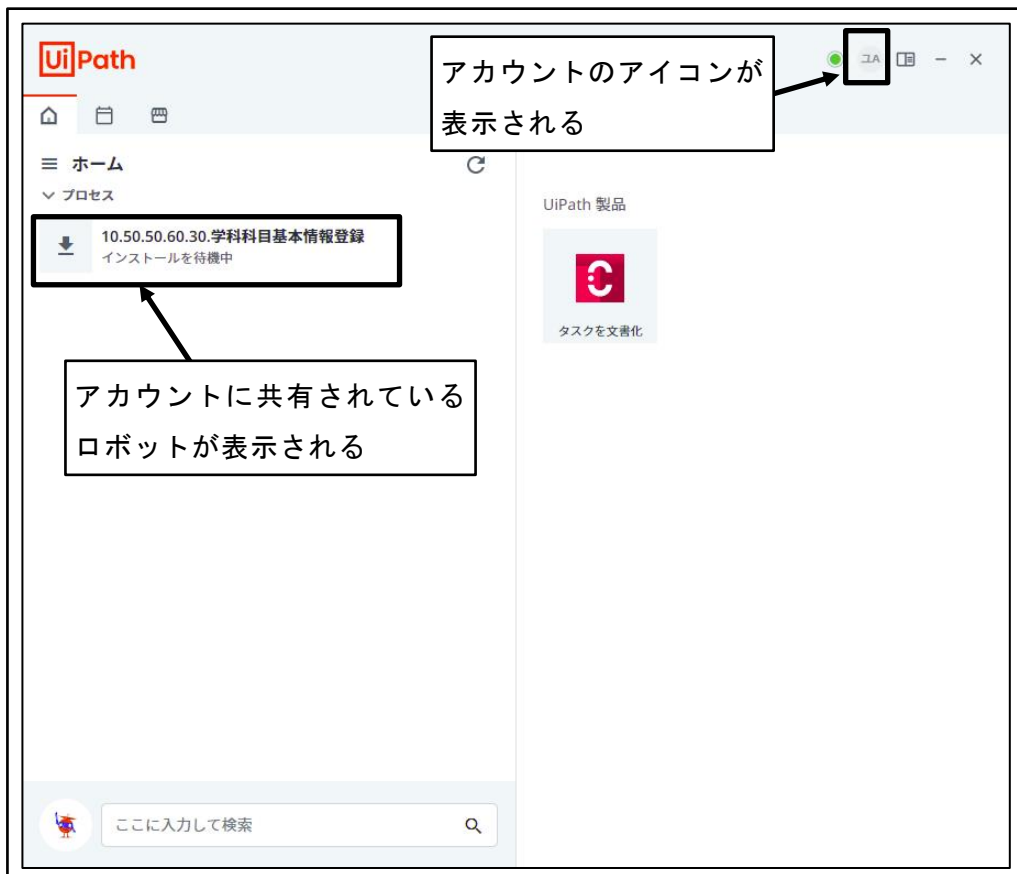 UiPath
アカウントのアイコンが
表示される
ユA
ホーム
プロセス
10.50.50.60.30.学科科目基本情報登録
インストールを待機中
アカウントに共有されている
ロボットが表示される
UiPath 製品
タスクを文書化
ここに入力して検索